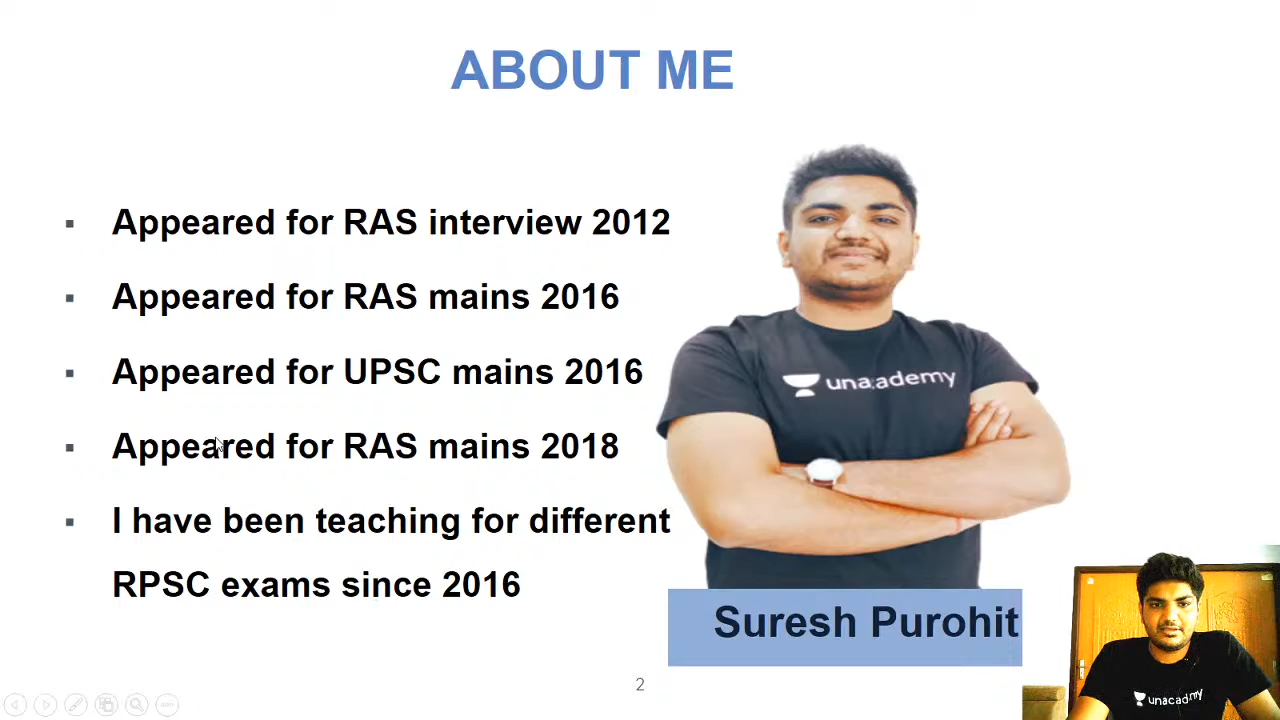 ABOUT ME
▪ Appeared for RAS interview 2012
▪ Appeared for RAS mains 2016
▪ Appeared for UPSC mains 2016
▪ Appeared for RAS mains 2018
▪ I have been teaching for different
RPSC exams since 2016
unacademy
Suresh Purohit
unacademy
2